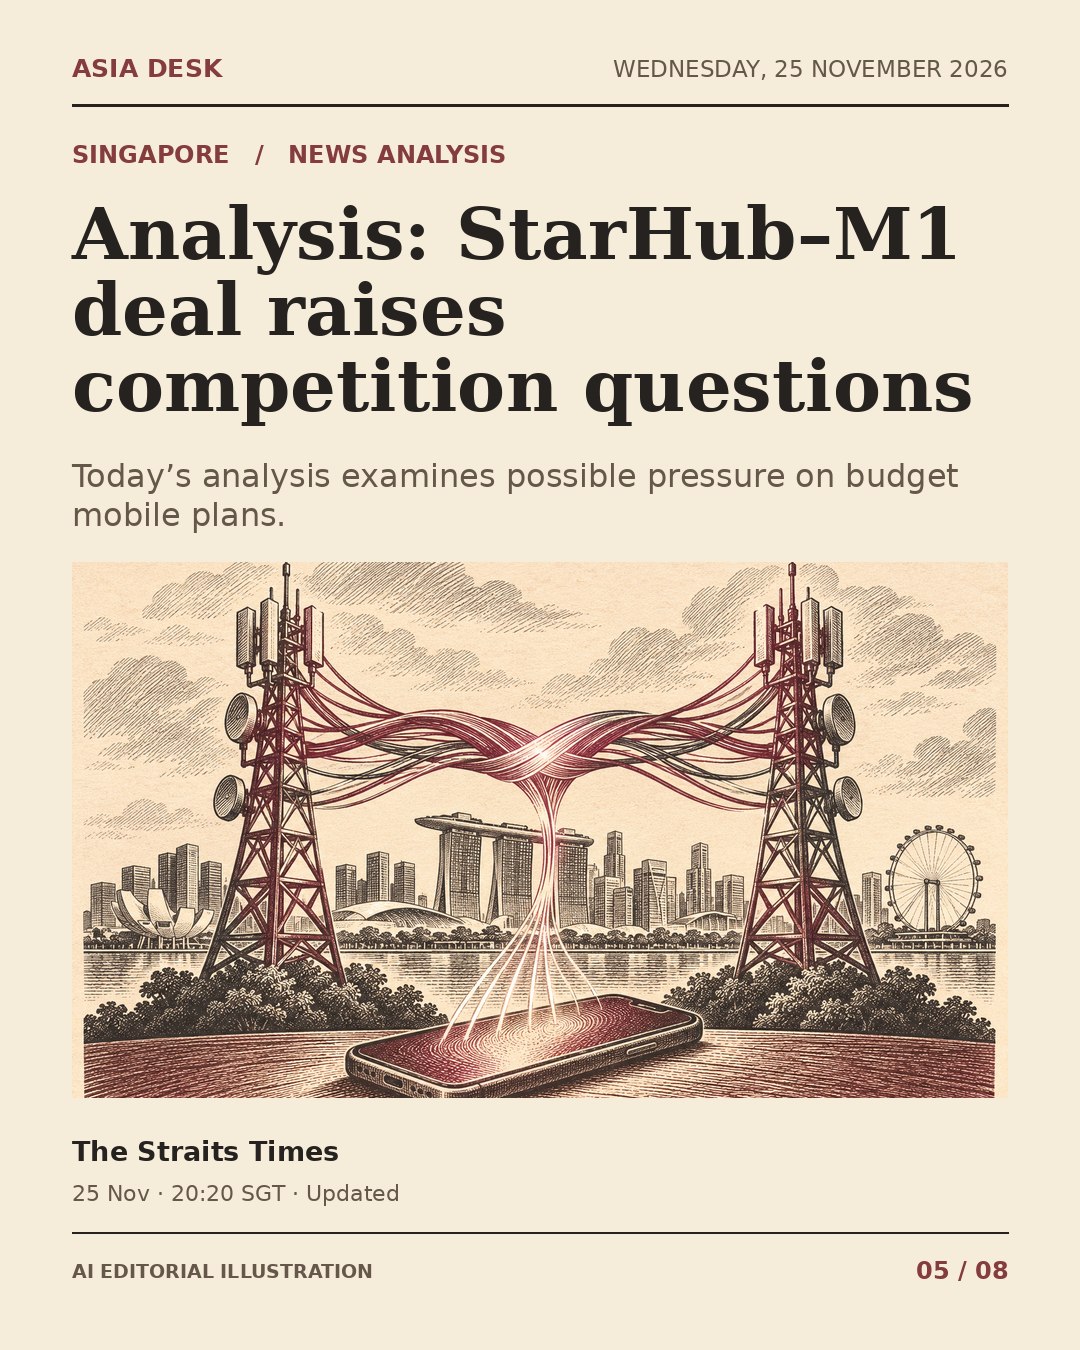 ASIA DESK
WEDNESDAY, 25 NOVEMBER 2026
SINGAPORE / NEWS ANALYSIS
Analysis: StarHub–M1
deal raises
competition questions
Today’s analysis examines possible pressure on budget
mobile plans.
The Straits Times
25 Nov · 20:20 SGT · Updated
AI EDITORIAL ILLUSTRATION
05 / 08